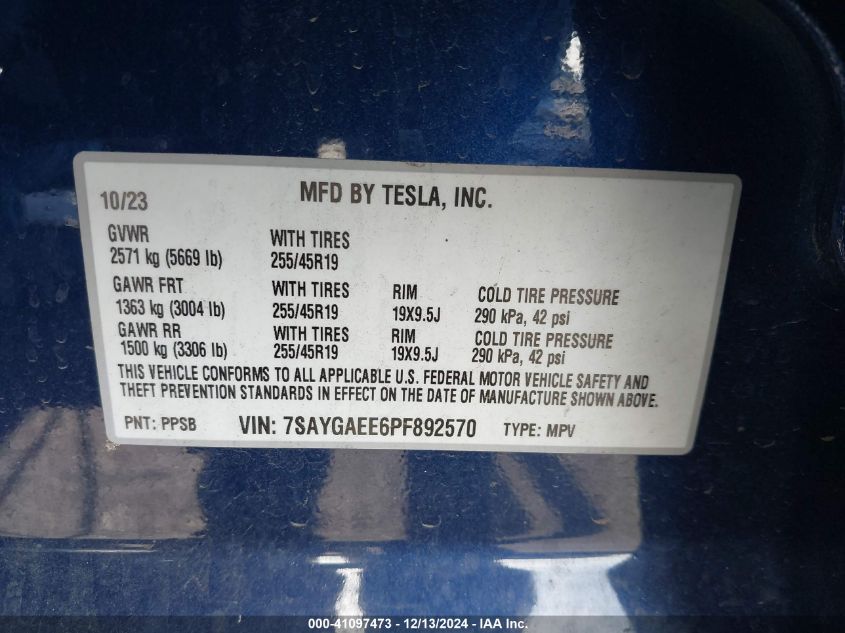 10/23 MFD BY TESLA, INC.
GVWR WITH TIRES
2571 kg (5669 lb) 255/45R19
GAWR FRT WITH TIRES RIM COLD TIRE PRESSURE
1363 kg (3004 lb) 255/45R19 19X9.5J 290 kPa, 42 psi
GAWR RR WITH TIRES RIM COLD TIRE PRESSURE
1500 kg (3306 lb) 255/45R19 19X9.5J 290 kPa, 42 psi
THIS VEHICLE CONFORMS TO ALL APPLICABLE U.S. FEDERAL MOTOR VEHICLE SAFETY AND
THEFT PREVENTION STANDARDS IN EFFECT ON THE DATE OF MANUFACTURE SHOWN ABOVE.
PNT: PPSB VIN: 7SAYGAEE6PF892570 TYPE: MPV
000-41097473 - 12/13/2024 - IAA Inc.